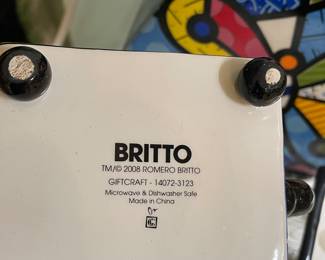 BRITTO
TM/© 2008 ROMERO BRITTO
GIFTCRAFT - 14072-3123
Microwave & Dishwasher Safe
Made in China